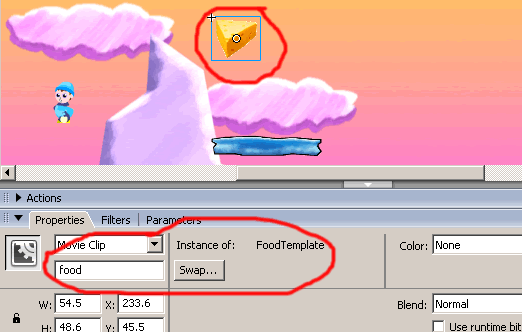 Actions
Properties Filters Parameters
Movie Clip Instance of: FoodTemplate Color: None
food Swap...
W: 54.5 X: 233.6 Blend: Normal
H: 48.6 Y: 45.5 Use runtime bit